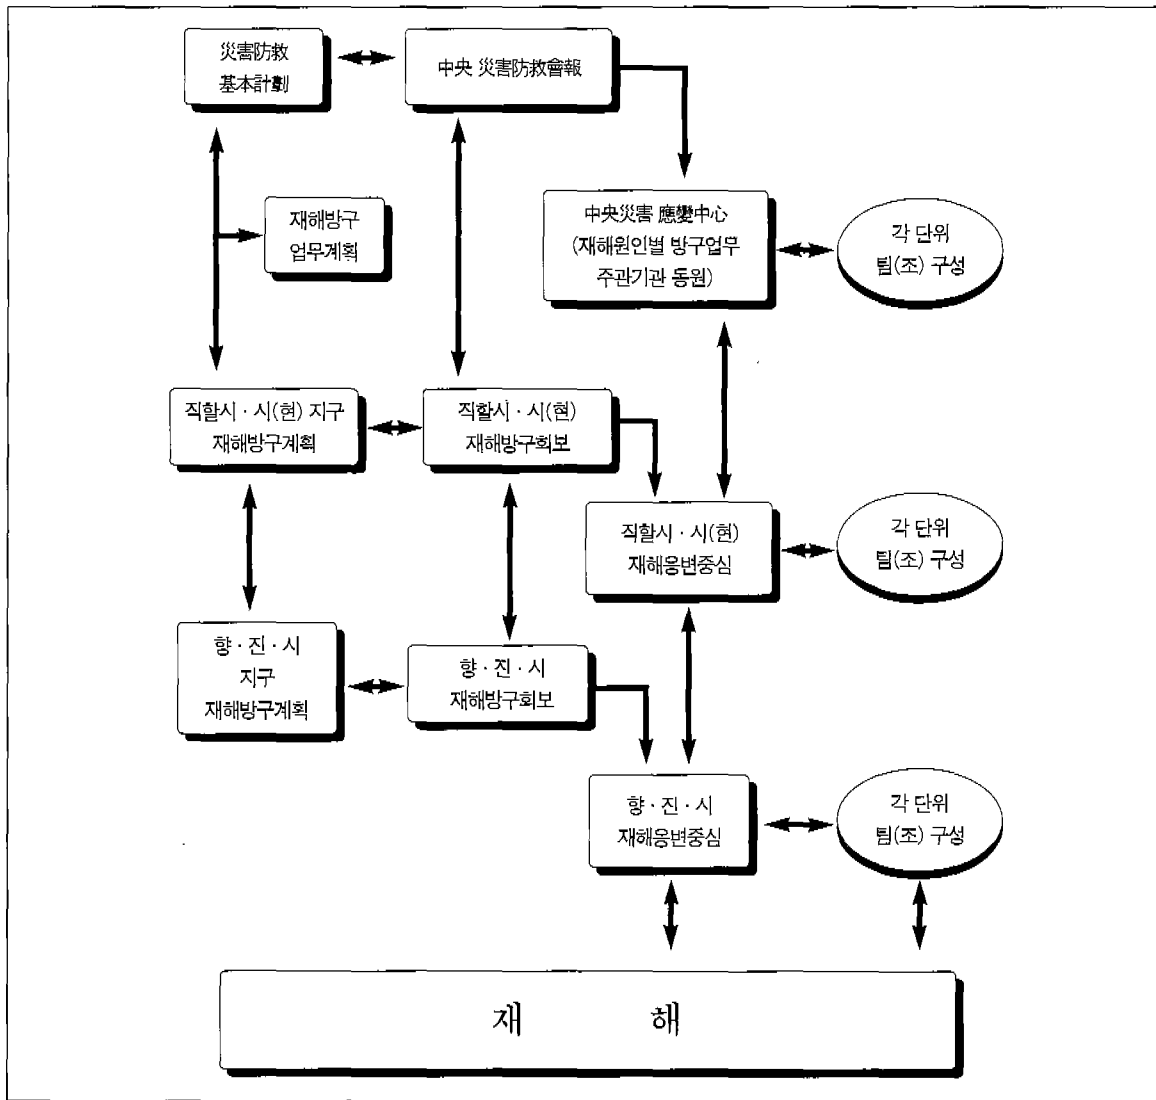 災害防救
基本計劃
中央 災害防救會報
재해방구
업무계획
中央災害 應變中心
(재해원인별 방구업무
주관기관 동원)
각 단위
팀(조) 구성
직할시 · 시(현) 지구
재해방구계획
직할시 · 시(현)
재해방구회보
직할시 · 시(현)
재해응변중심
각 단위
팀(조) 구성
향 · 진 · 시
지구
재해방구계획
향 · 진 · 시
재해방구회보
향 · 진 · 시
재해응변중심
각 단위
팀(조) 구성
재 해